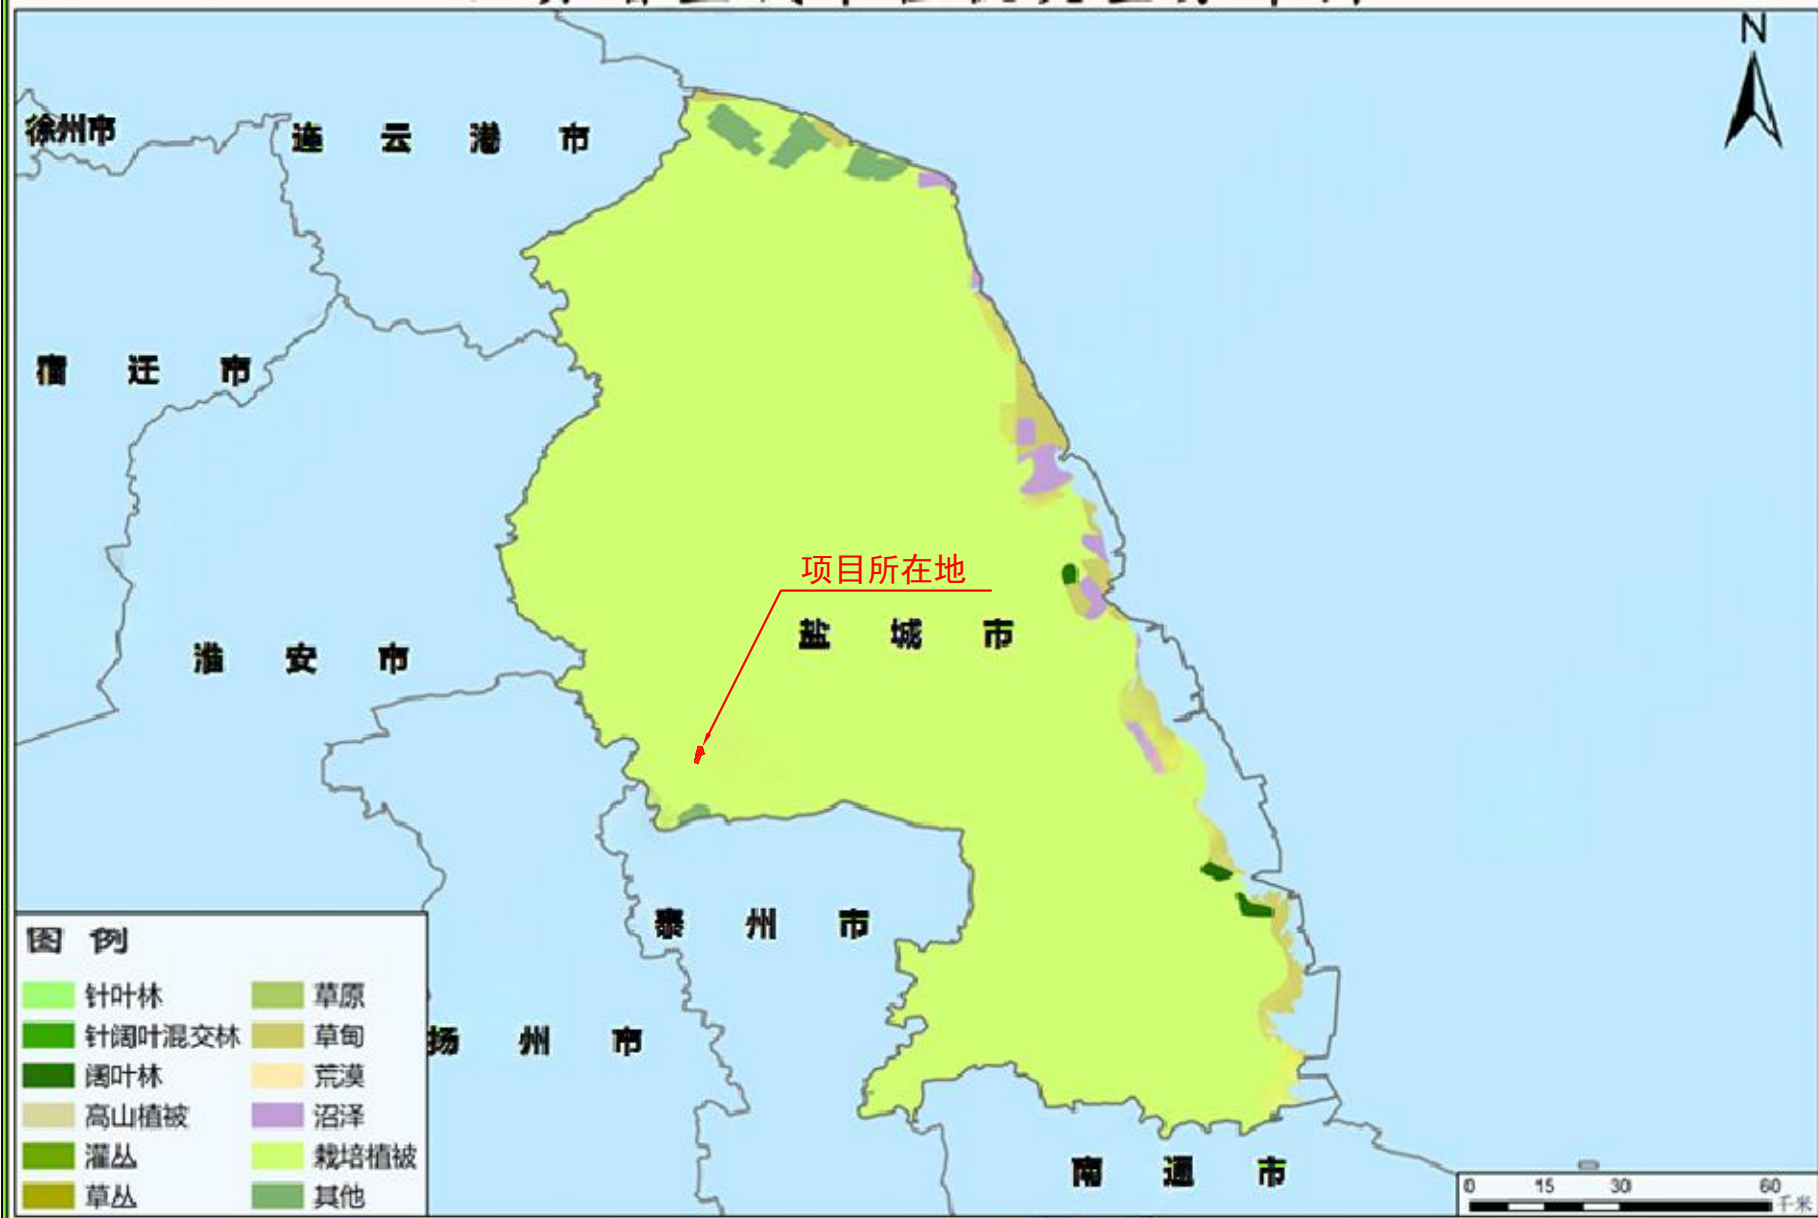 N
徐州市
连云港市
宿迁市
项目所在地
盐城市
淮安市
泰州市
扬州市
南通市
图例
针叶林
草原
针阔叶混交林
草甸
阔叶林
荒漠
高山植被
沼泽
灌丛
栽培植被
草丛
其他
0 15 30 60
千米